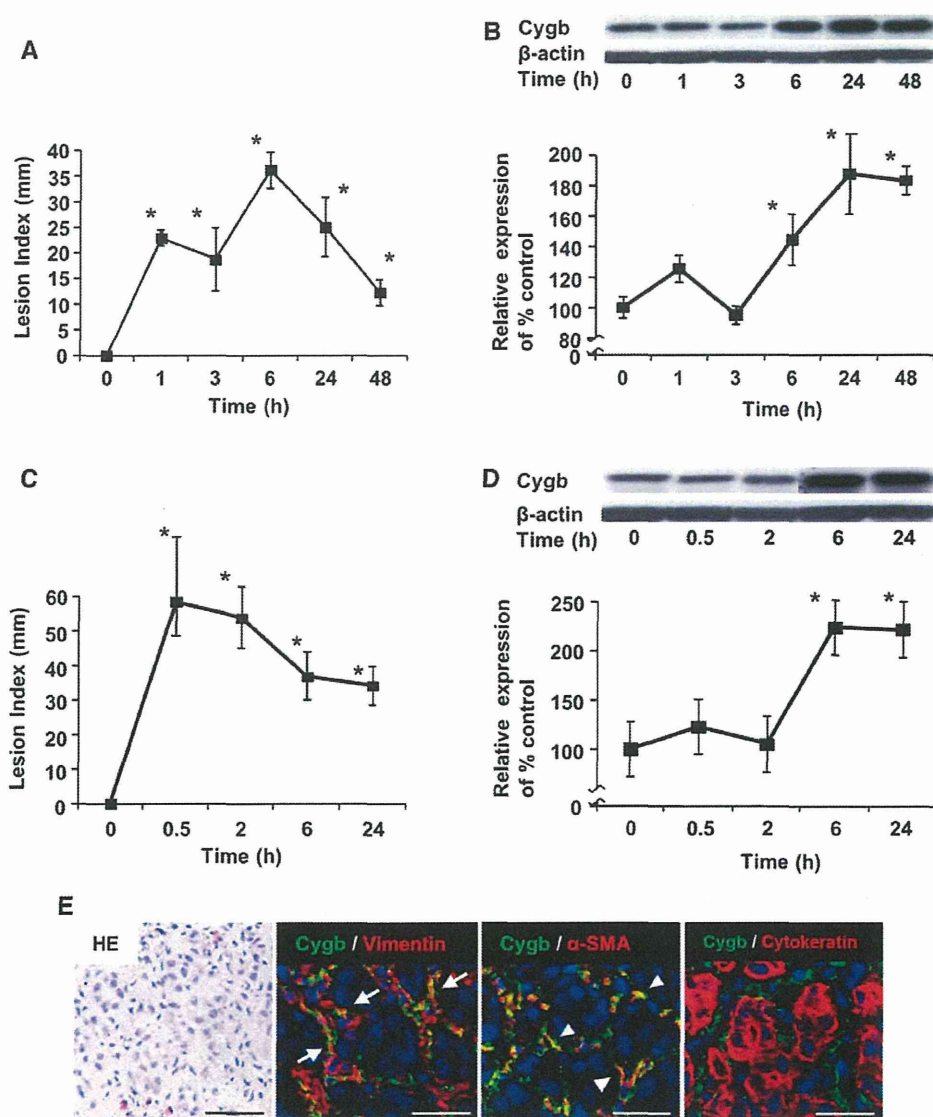 A
Lesion Index (mm)
40
35
30
25
20
15
10
5
0
* * * * *
0 1 3 6 24 48
Time (h)
B
Cygb
β-actin
Time (h) 0 1 3 6 24 48
Relative expression
of % control
200
180
160
140
120
100
80
0
* * *
0 1 3 6 24 48
Time (h)
C
Lesion Index (mm)
60
50
40
30
20
10
0
* * * *
0 0.5 2 6 24
Time (h)
D
Cygb
β-actin
Time (h) 0 0.5 2 6 24
Relative expression
of % control
250
200
150
100
0
* *
0 0.5 2 6 24
Time (h)
E
HE
Cygb / Vimentin
Cygb / α-SMA
Cygb / Cytokeratin